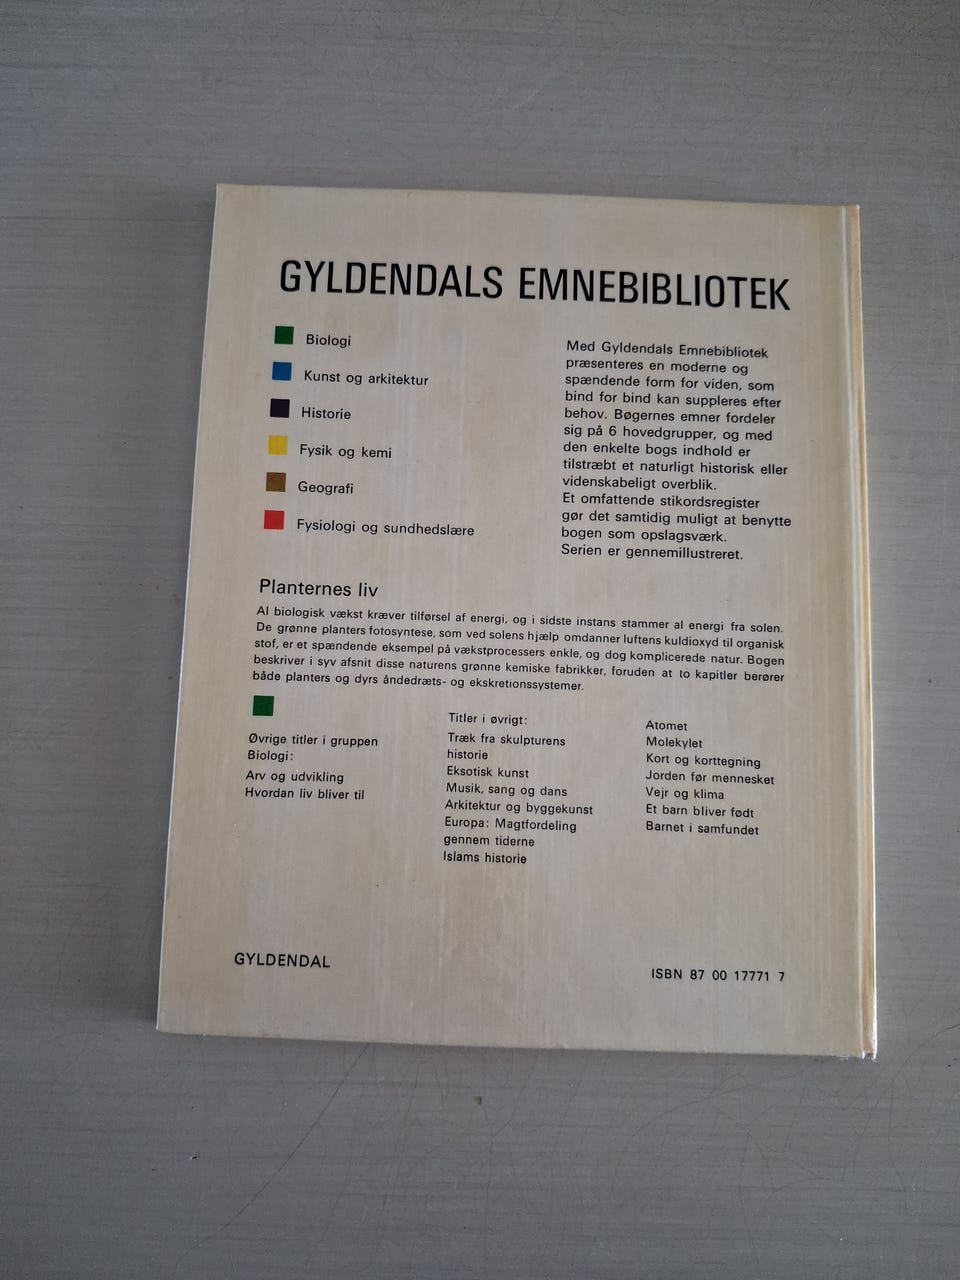 GYLDENDALS EMNEBIBLIOTEK
Biologi
Kunst og arkitektur
Historie
Fysik og kemi
Geografi
Fysiologi og sundhedslære
Med Gyldendals Emnebibliotek
præsenteres en moderne og
spændende form for viden, som
bind for bind kan suppleres efter
behov. Bøgernes emner fordeler
sig på 6 hovedgrupper, og med
den enkelte bogs indhold er
tilstræbt et naturligt historisk eller
videnskabeligt overblik.
Et omfattende stikordsregister
gør det samtidig muligt at benytte
bogen som opslagsværk.
Serien er gennemillustreret.
Planternes liv
Al biologisk vækst kræver tilførsel af energi, og i sidste instans stammer al energi fra solen.
De grønne planters fotosyntese, som ved solens hjælp omdanner luftens kuldioxyd til organisk
stof, er et spændende eksempel på vækstprocessers enkle, og dog komplicerede natur. Bogen
beskriver i syv afsnit disse naturens grønne kemiske fabrikker, foruden at to kapitler berører
både planters og dyrs åndedræts- og ekskretionssystemer.
Øvrige titler i gruppen
Biologi:
Arv og udvikling
Hvordan liv bliver til
Titler i øvrigt:
Træk fra skulpturens
historie
Eksotisk kunst
Musik, sang og dans
Arkitektur og byggekunst
Europa: Magtfordeling
gennem tiderne
Islams historie
Atomet
Molekylet
Kort og korttegning
Jorden før mennesket
Vejr og klima
Et barn bliver født
Barnet i samfundet
GYLDENDAL
ISBN 87 00 17771 7